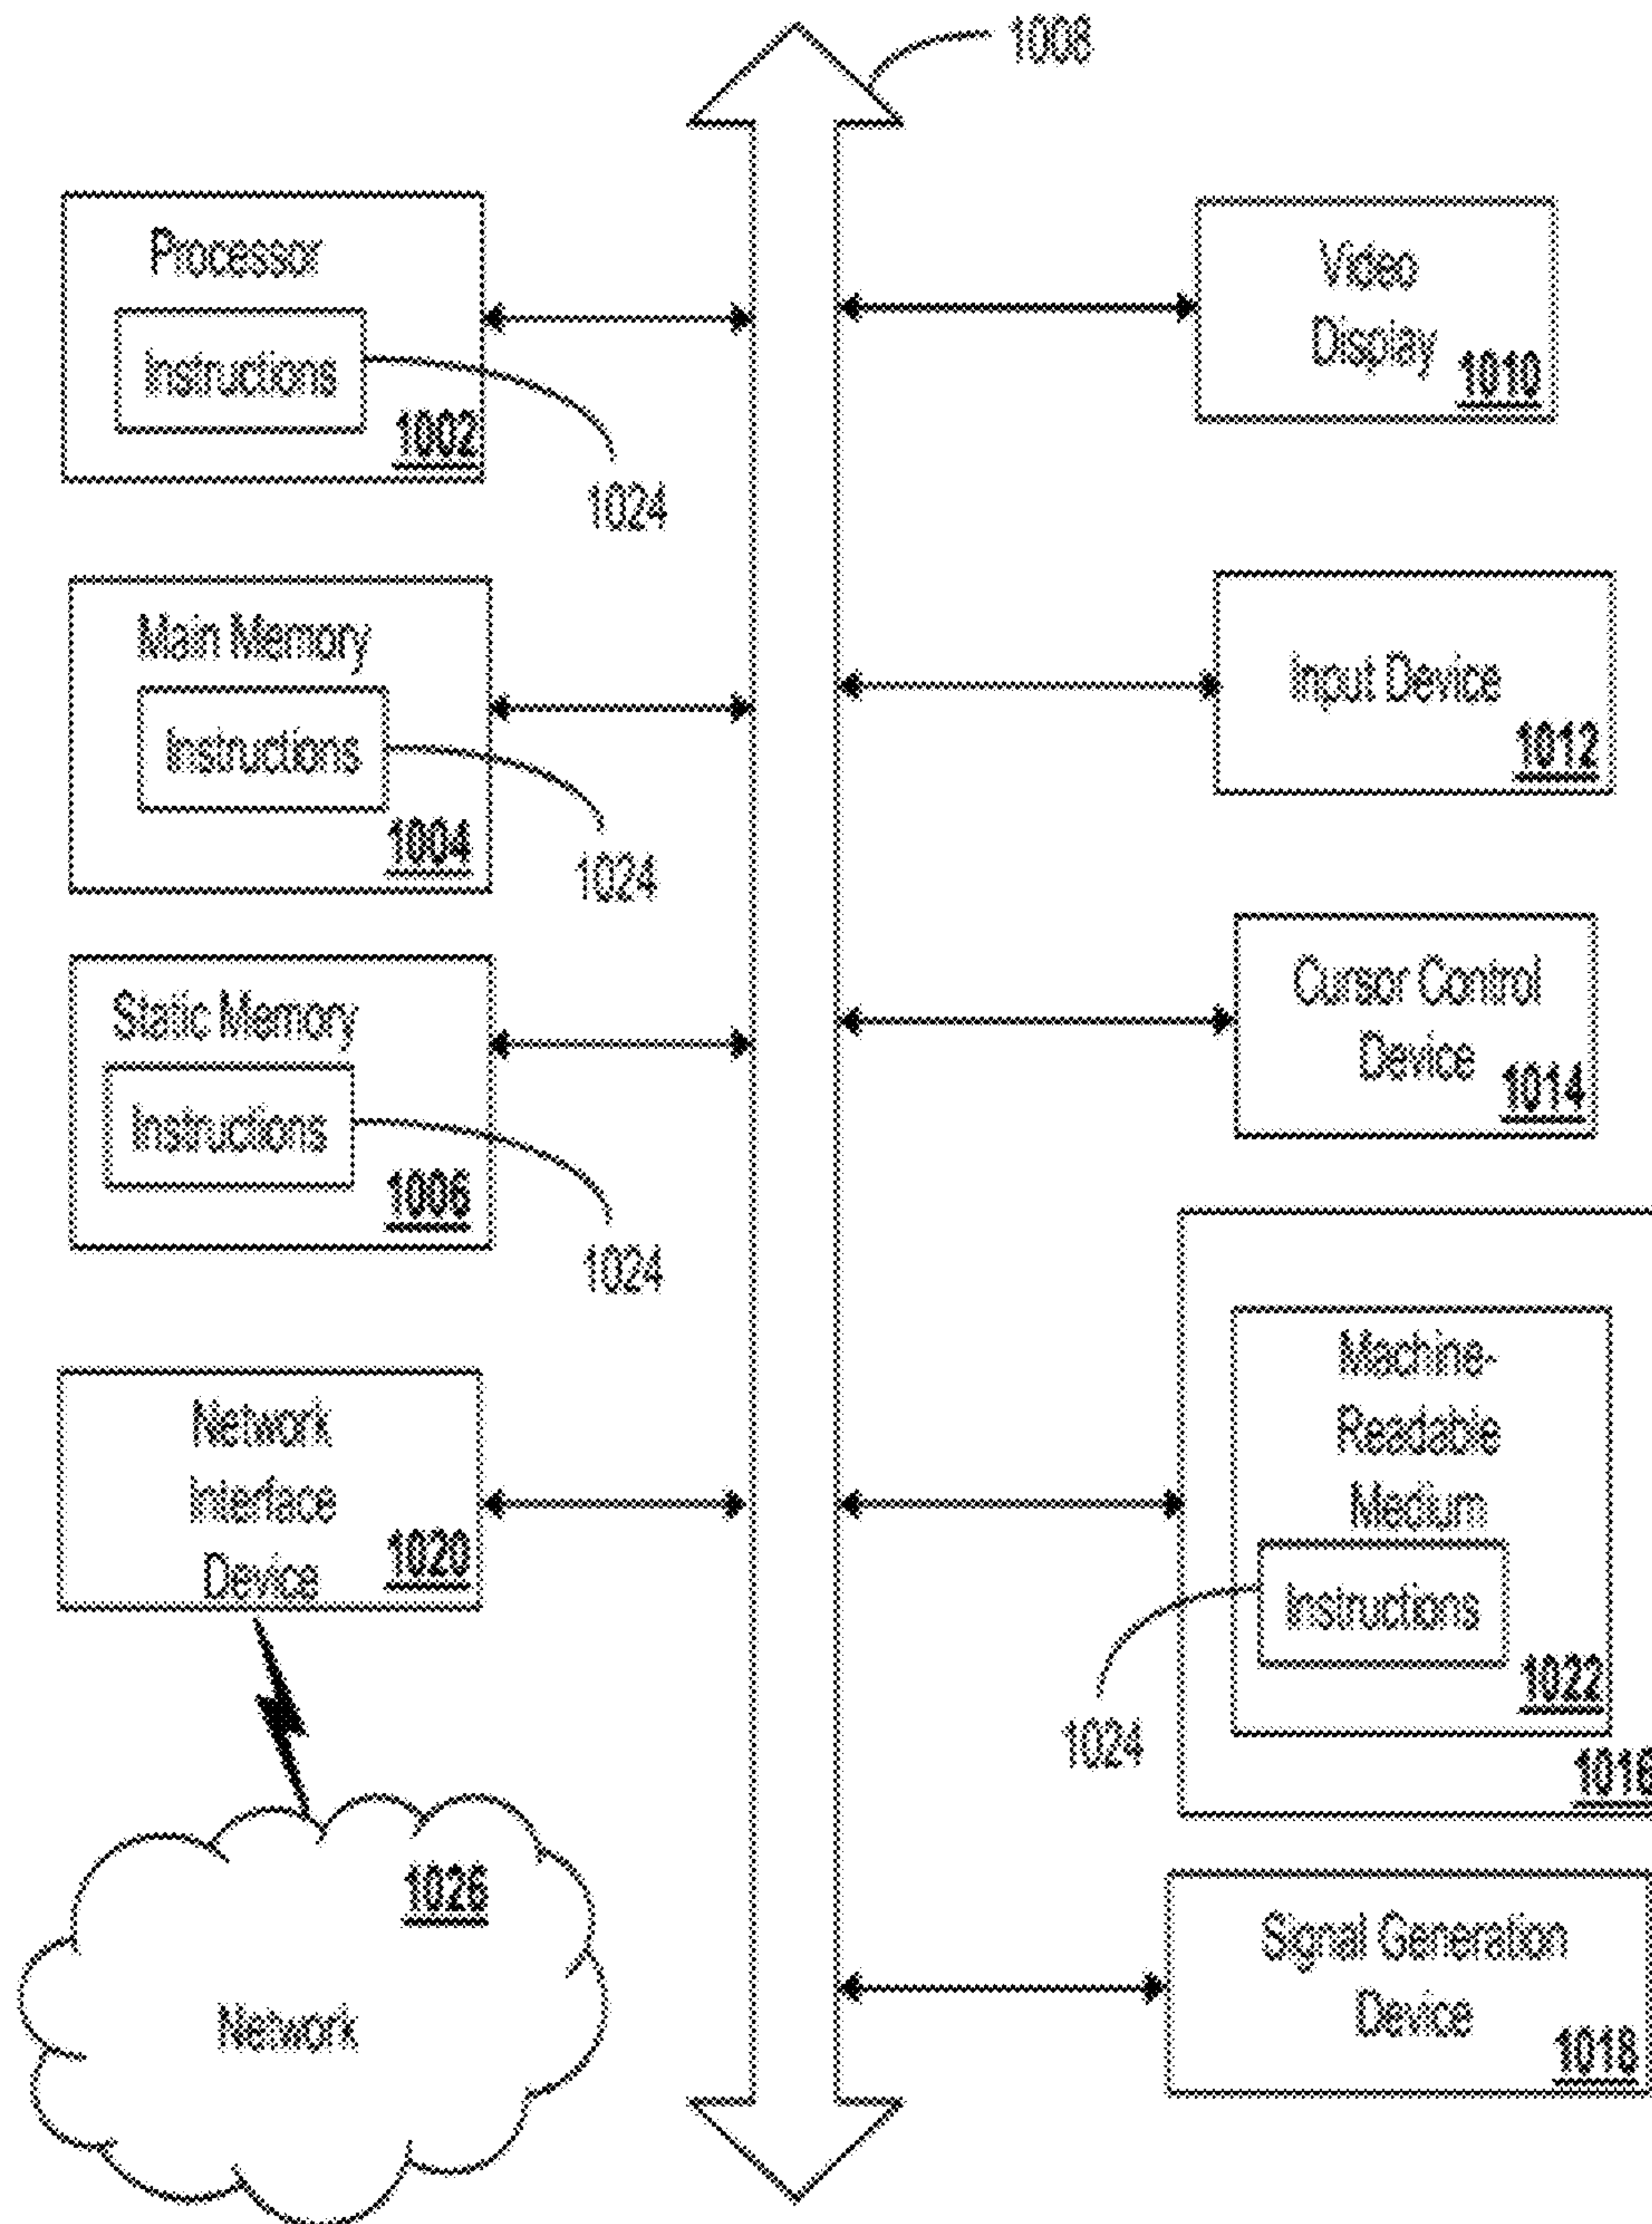 1008
Processor
Instructions
1002
1024
Video
Display
1010
Main Memory
Instructions
1004
1024
Input Device
1012
Static Memory
Instructions
1006
1024
Cursor Control
Device
1014
Network
Interface
Device
1020
Machine-
Readable
Medium
Instructions
1022
1024
1016
1026
Network
Signal Generation
Device
1018